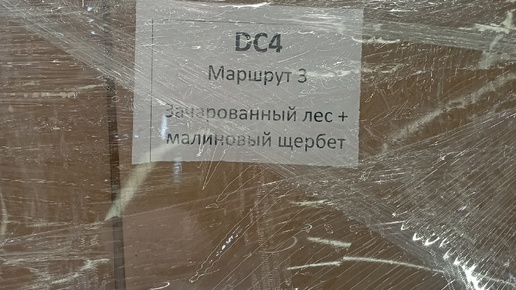 DC4
Маршрут 3
Зачарованный лес +
малиновый щербет